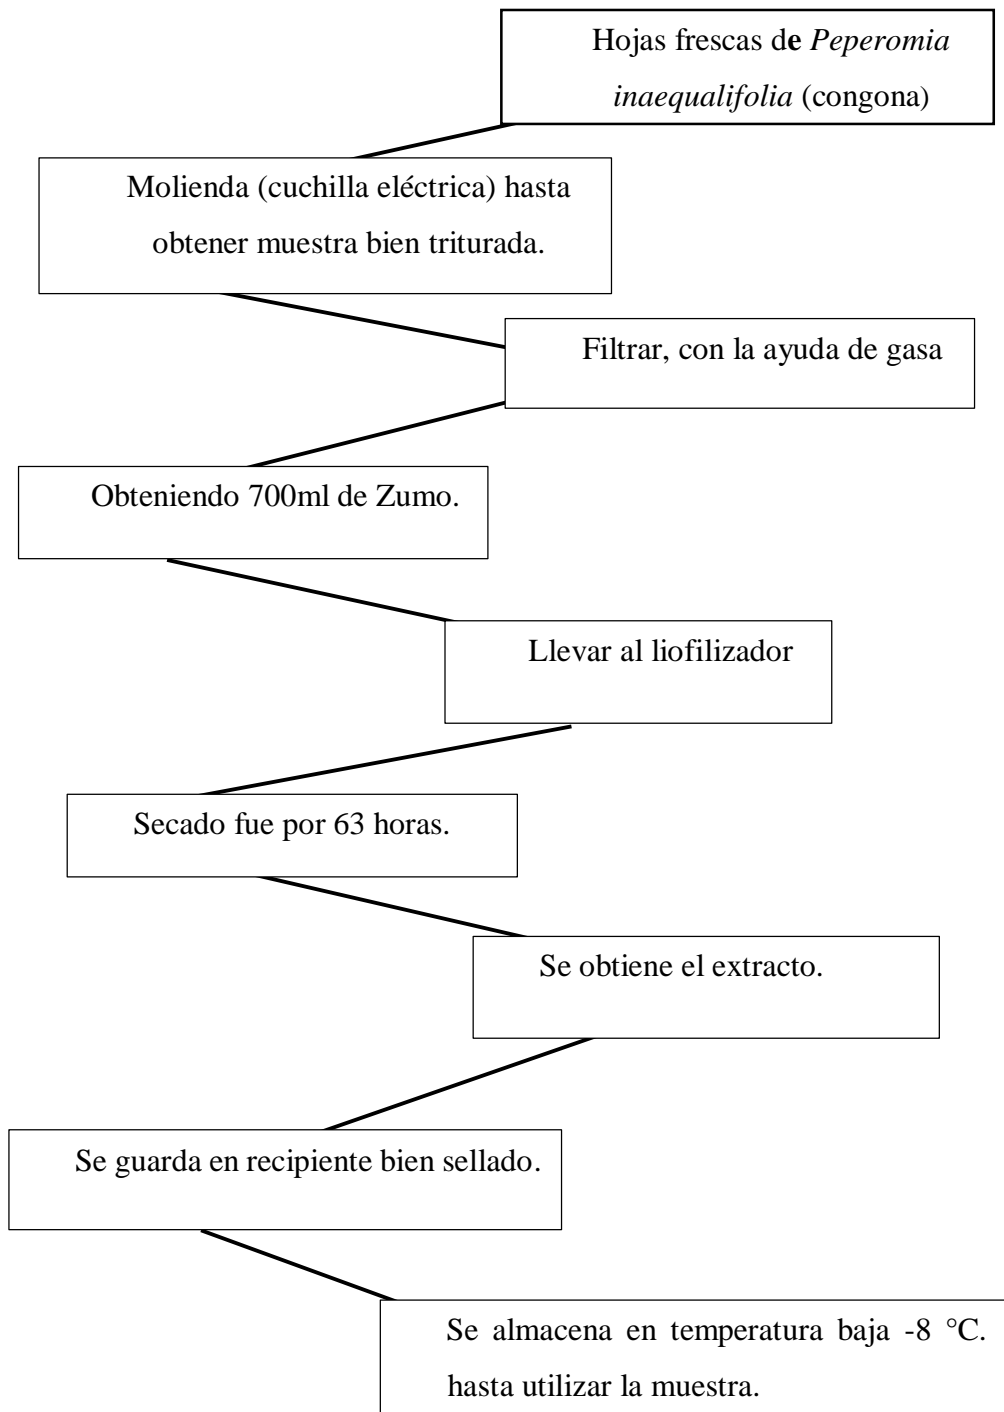 Hojas frescas de Peperomia
inaequalifolia (congona)
Molienda (cuchilla eléctrica) hasta
obtener muestra bien triturada.
Filtrar, con la ayuda de gasa
Obteniendo 700ml de Zumo.
Llevar al liofilizador
Secado fue por 63 horas.
Se obtiene el extracto.
Se guarda en recipiente bien sellado.
Se almacena en temperatura baja -8 °C.
hasta utilizar la muestra.